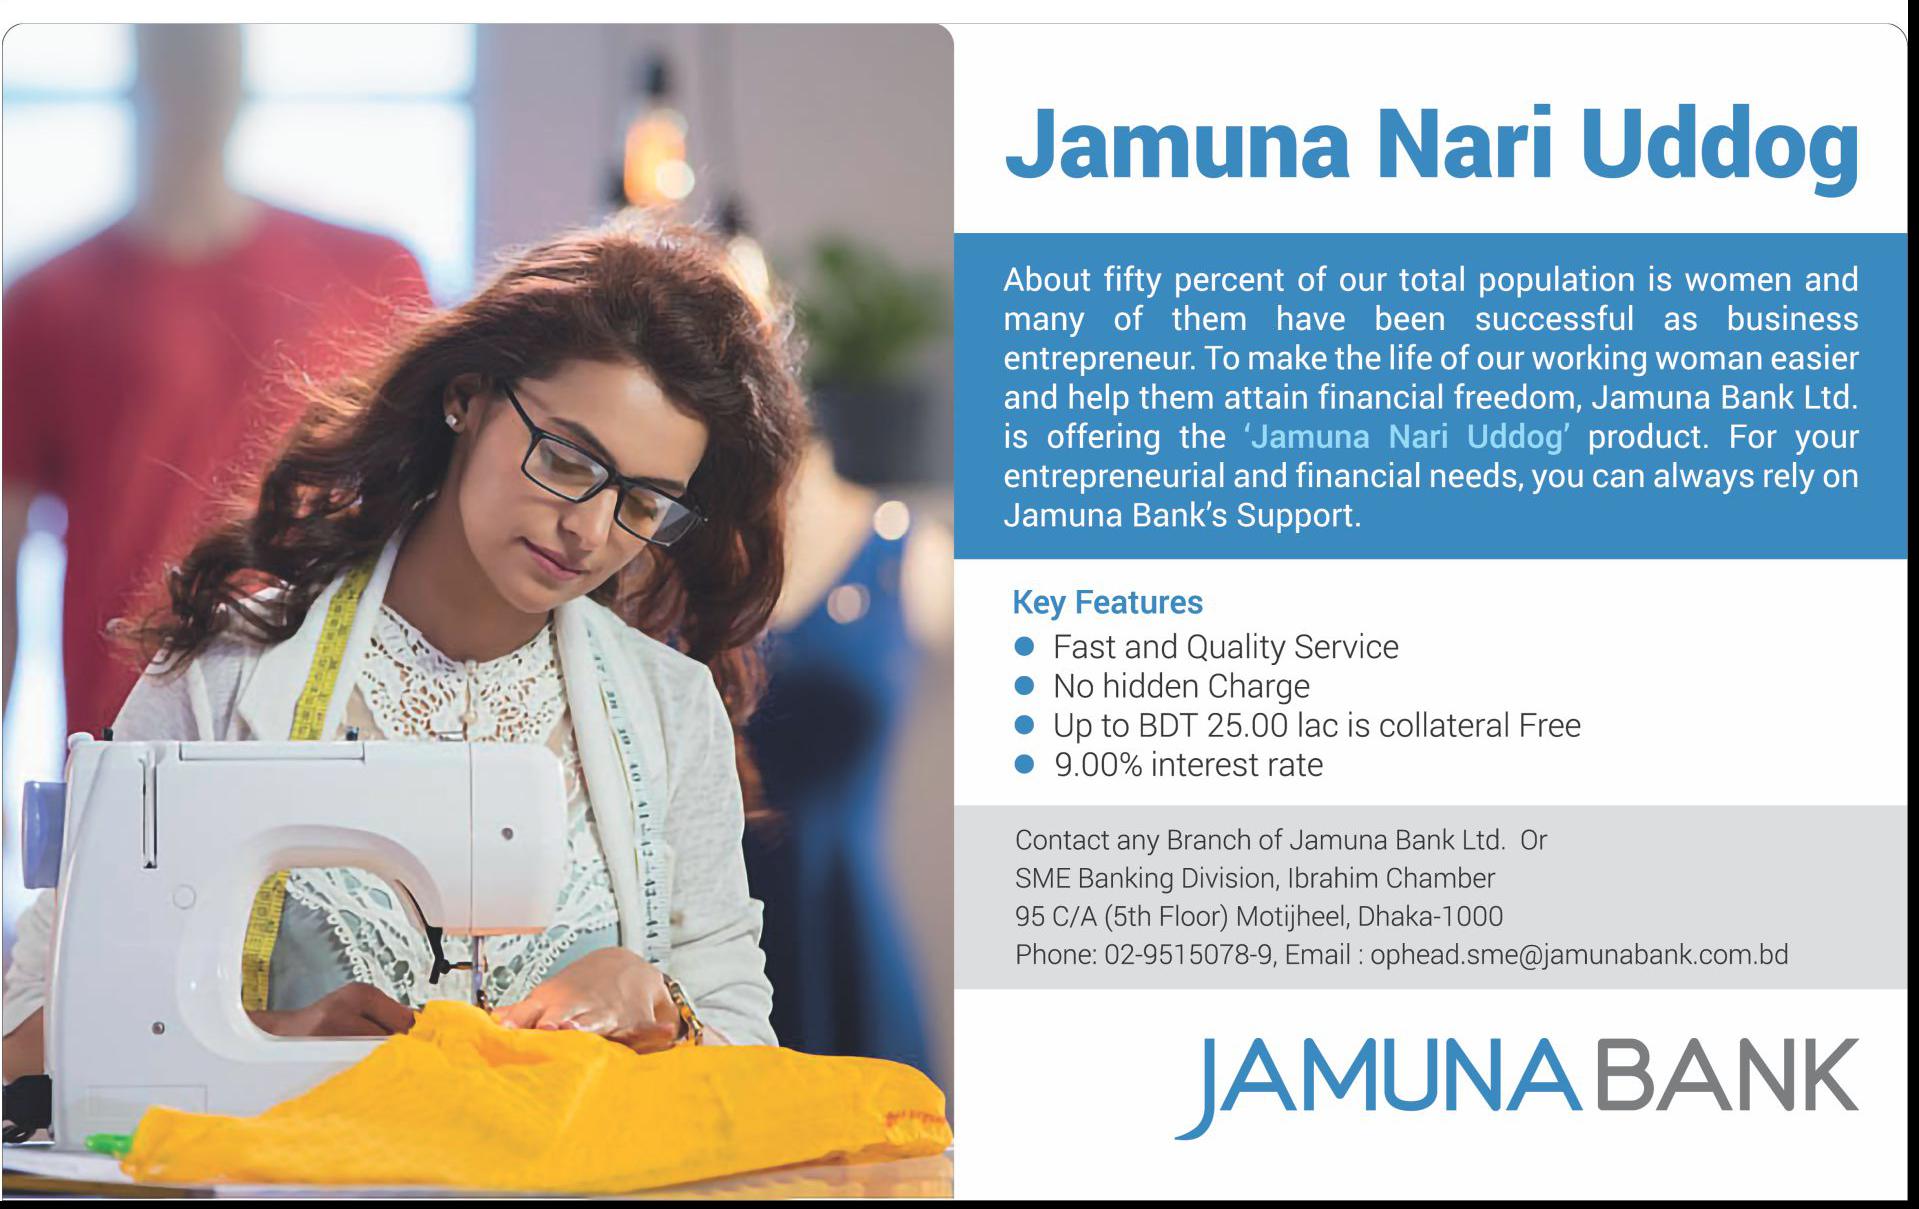 Jamuna Nari Uddog
About fifty percent of our total population is women and
many of them have been successful as business
entrepreneur. To make the life of our working woman easier
and help them attain financial freedom, Jamuna Bank Ltd.
is offering the ‘Jamuna Nari Uddog’ product. For your
entrepreneurial and financial needs, you can always rely on
Jamuna Bank’s Support.
Key Features
● Fast and Quality Service
● No hidden Charge
● Up to BDT 25.00 lac is collateral Free
● 9.00% interest rate
Contact any Branch of Jamuna Bank Ltd. Or
SME Banking Division, Ibrahim Chamber
95 C/A (5th Floor) Motijheel, Dhaka-1000
Phone: 02-9515078-9, Email : ophead.sme@jamunabank.com.bd
JAMUNA BANK